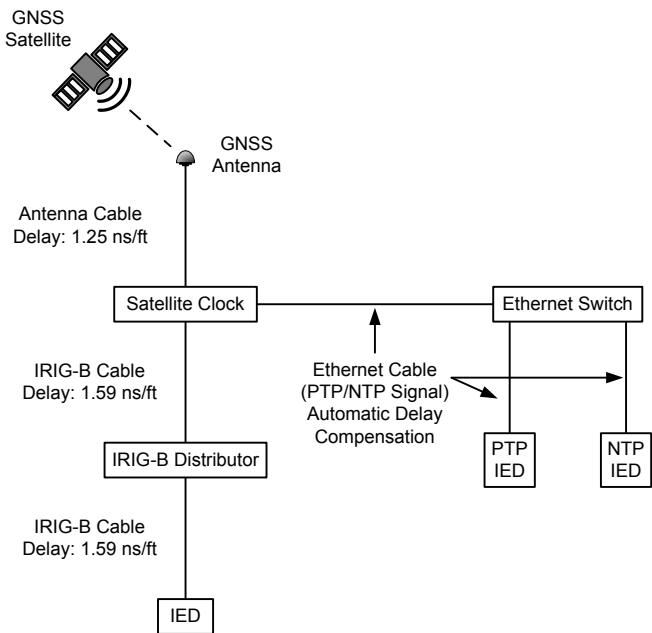 GNSS
Satellite
GNSS
Antenna
Antenna Cable
Delay: 1.25 ns/ft
Satellite Clock
Ethernet Switch
IRIG-B Cable
Delay: 1.59 ns/ft
Ethernet Cable
(PTP/NTP Signal)
Automatic Delay
Compensation
IRIG-B Distributor
PTP
IED
NTP
IED
IRIG-B Cable
Delay: 1.59 ns/ft
IED